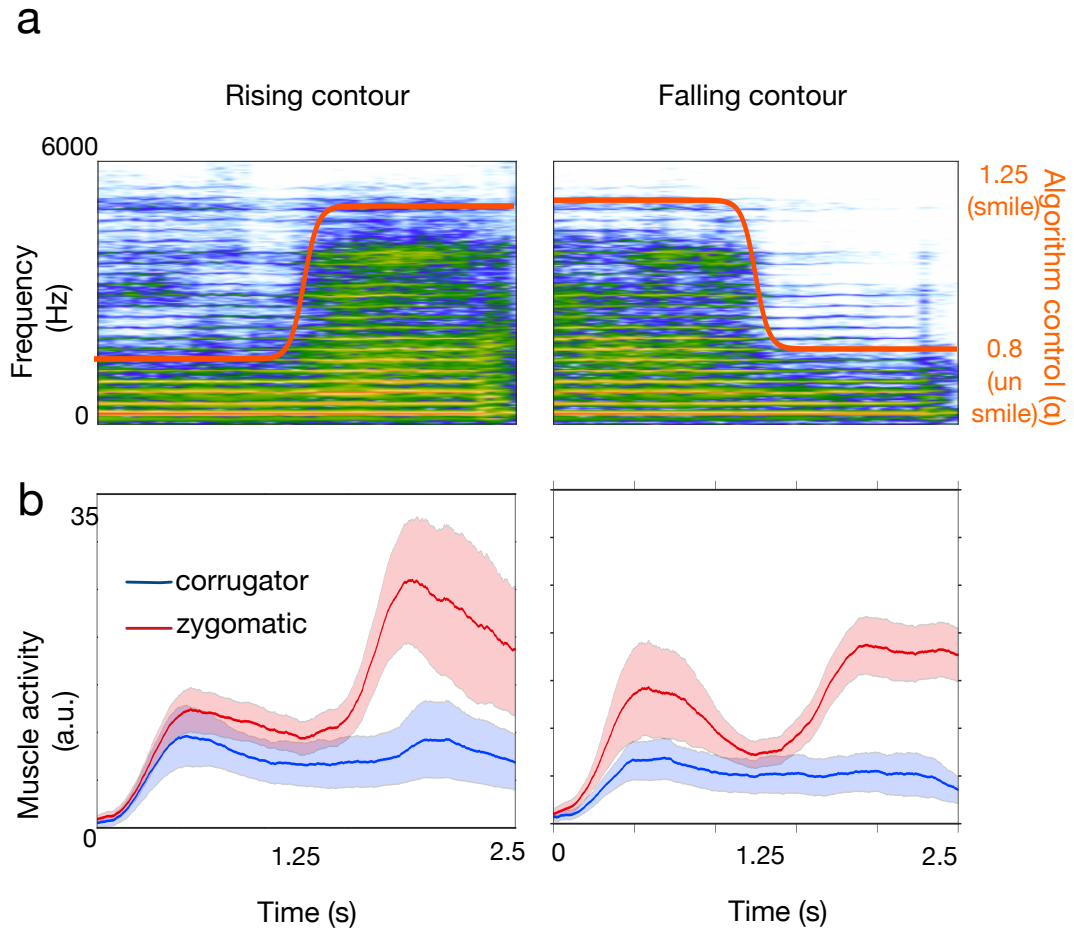 a
Rising contour
Falling contour
6000
Frequency
(Hz)
0
1.25
(smile)
0.8
(un
smile)
Algorithm control (α)
b
35
corrugator
zygomatic
Muscle activity
(a.u.)
0
1.25
2.5
0
1.25
2.5
Time (s)
Time (s)